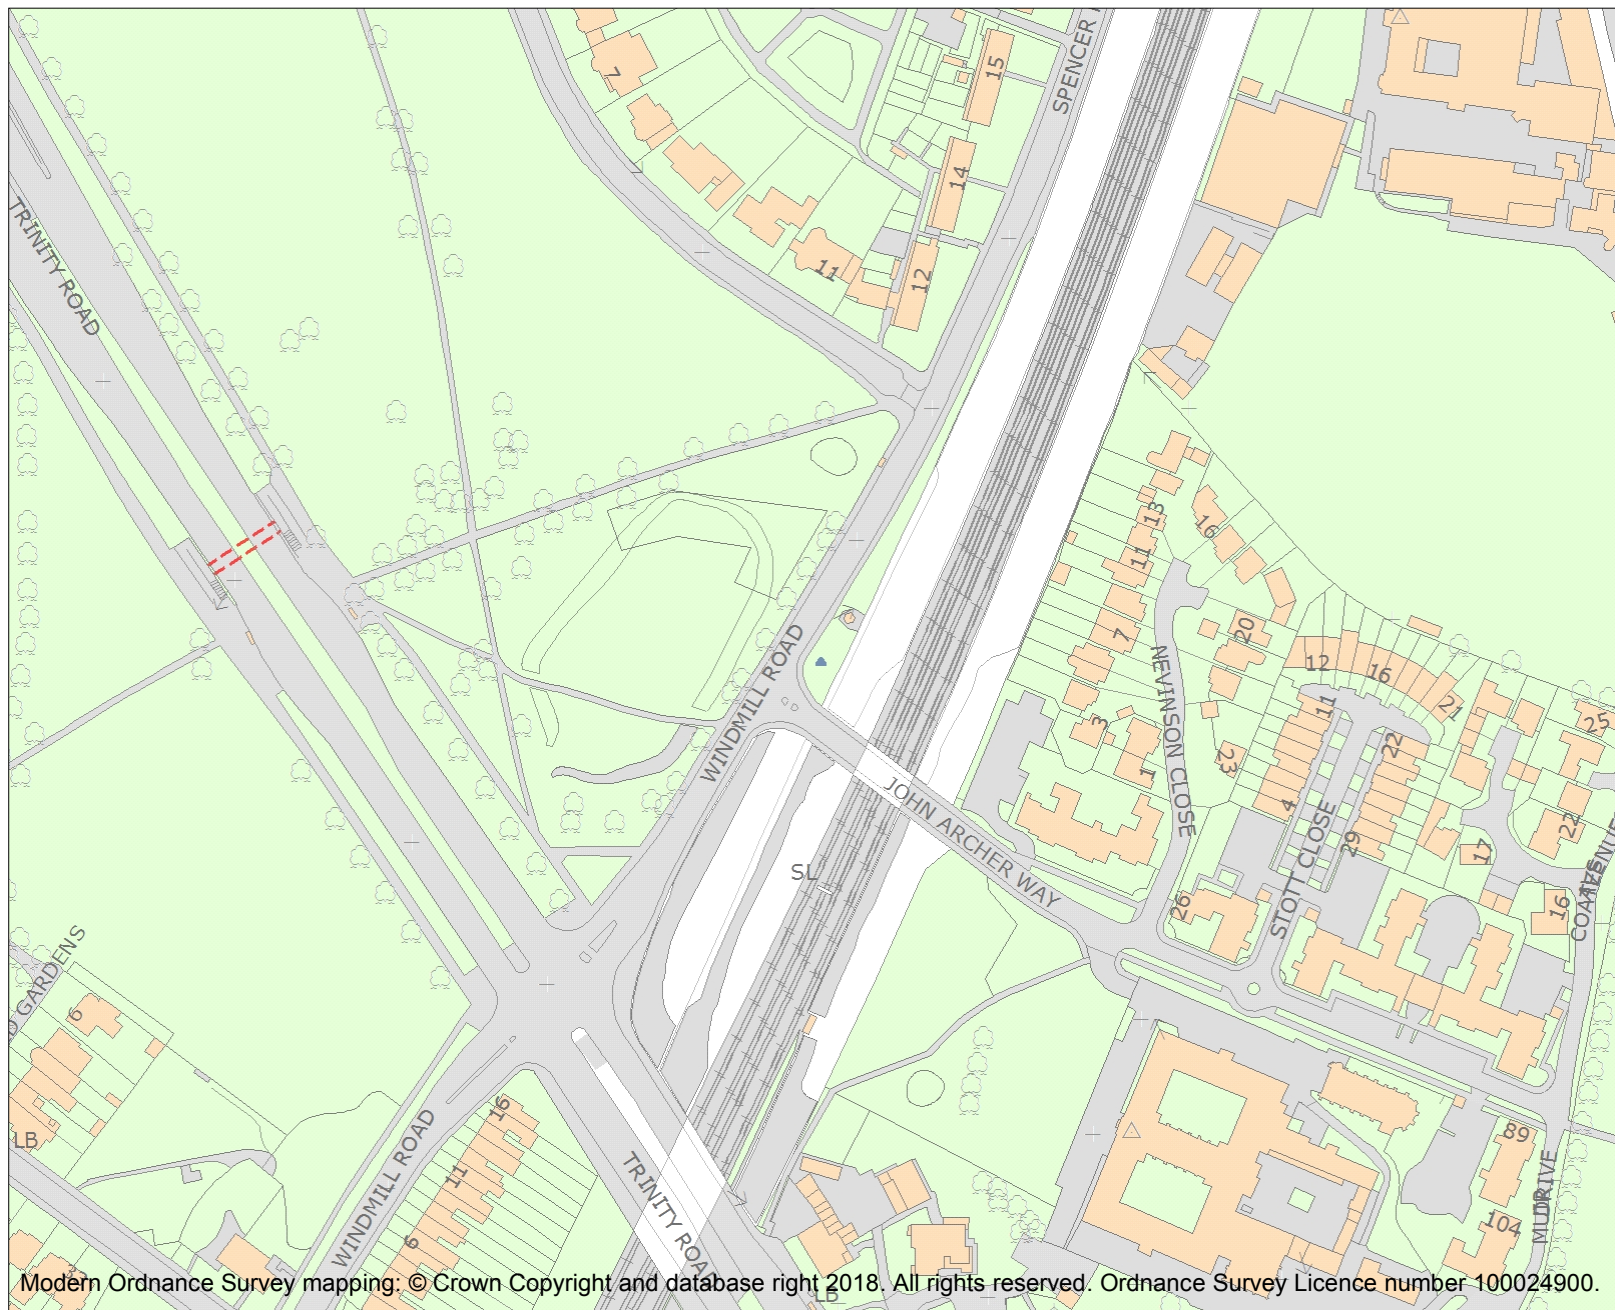 7
15
SPENCER
14
TRINITY ROAD
11
12
13
16
11
7
20
NEVINSON CLOSE
12
16
21
11
WINDMILL ROAD
3
23
1
22
25
JOHN ARCHER WAY
4
STOTT CLOSE
29
17
22
SL
26
16
GARDENS
6
LB
16
11
6
WINDMILL ROAD
TRINITY ROAD
89
DRIVE
104
LB
Modern Ordnance Survey mapping: © Crown Copyright and database right 2018. All rights reserved. Ordnance Survey Licence number 100024900.